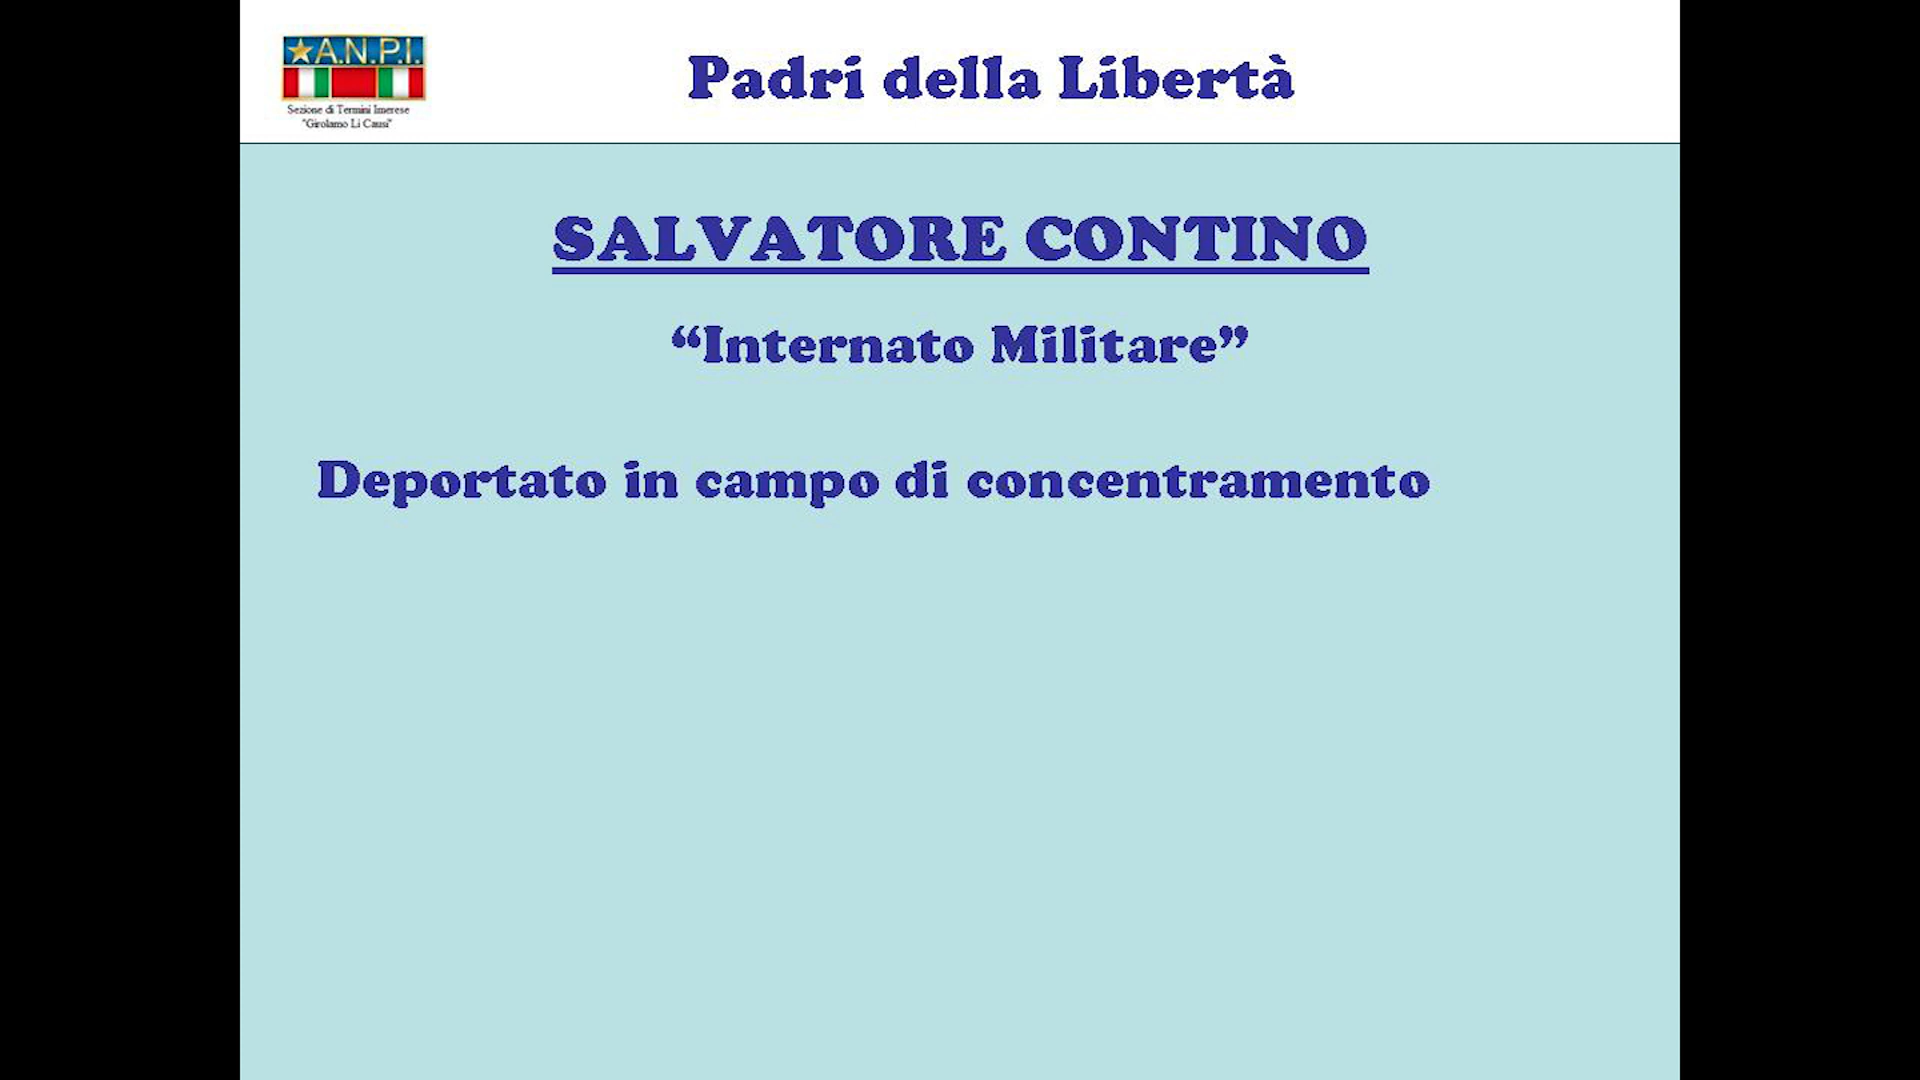 A.N.P.I.
Sezione di Termini Imerese
"Girolamo Li Causi"
Padri della Libertà
SALVATORE CONTINO
“Internato Militare”
Deportato in campo di concentramento